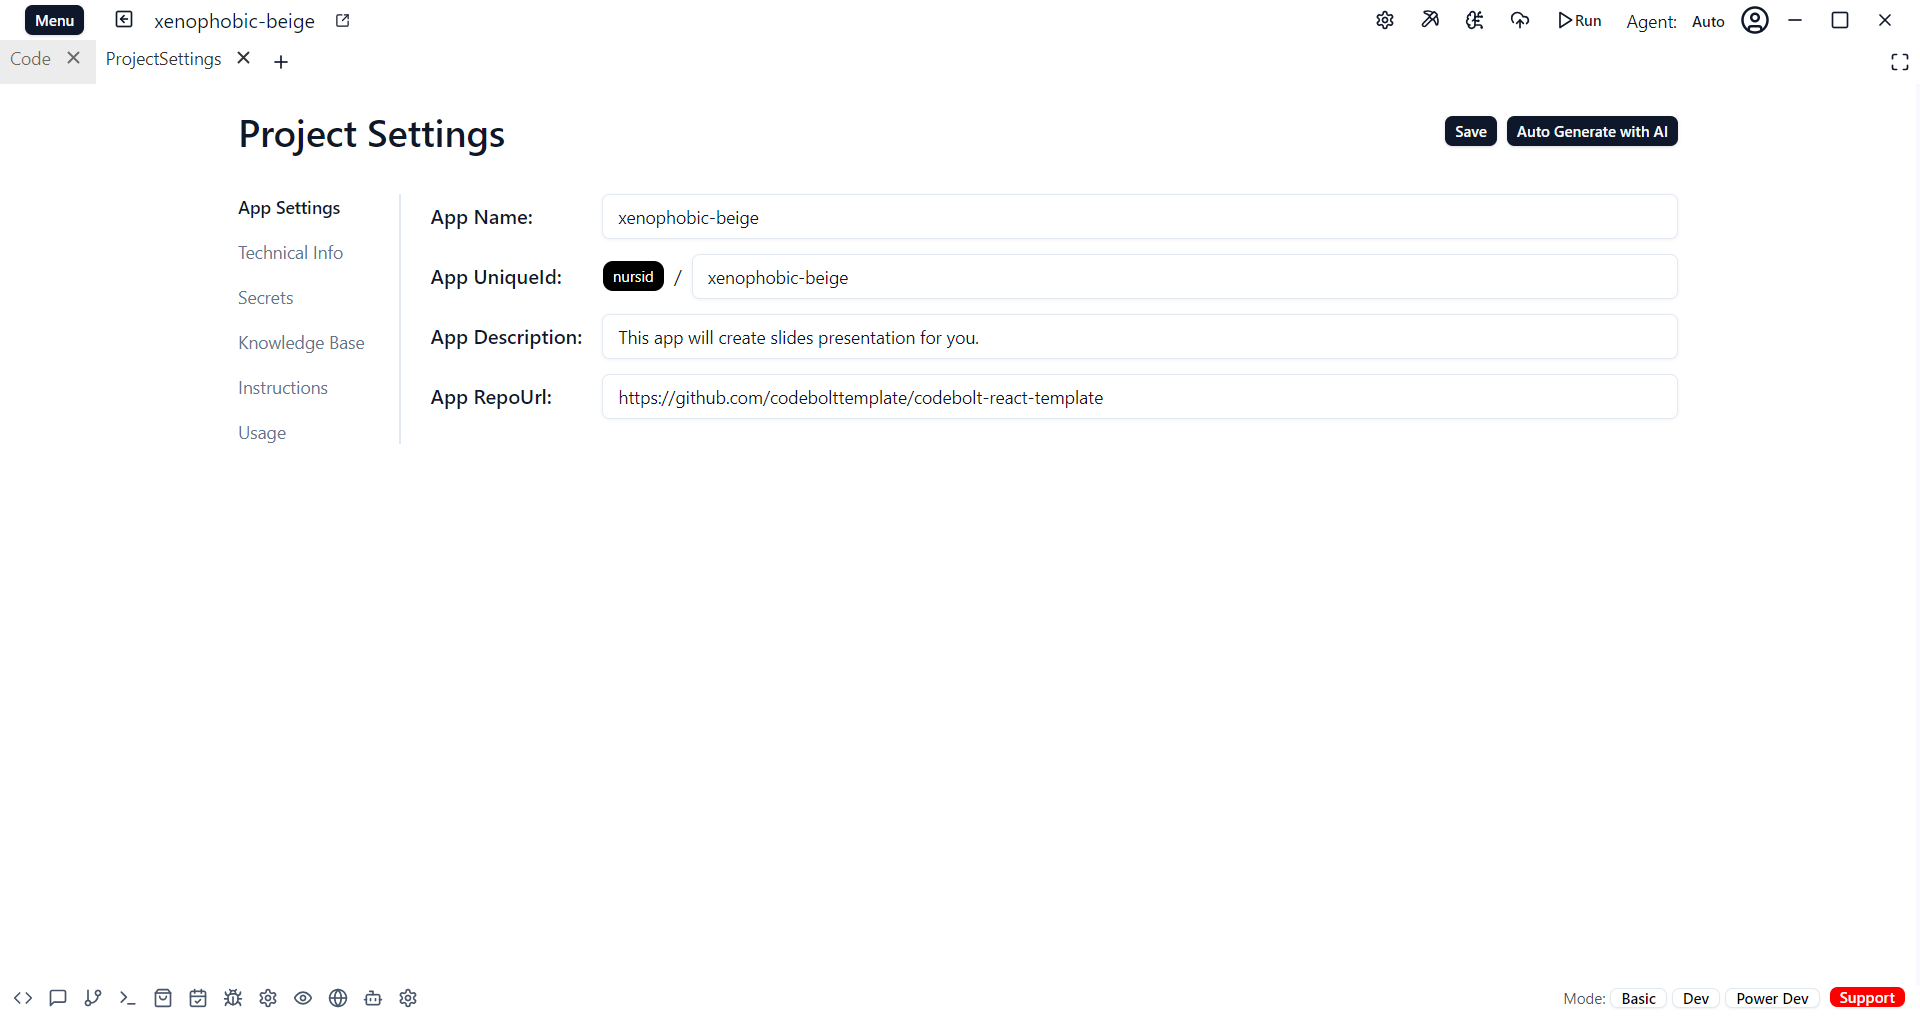 Menu xenophobic-beige Run Agent: Auto
Code ProjectSettings
Project Settings Save Auto Generate with AI
App Settings
Technical Info
Secrets
Knowledge Base
Instructions
Usage
App Name: xenophobic-beige
App UniqueId: nursid / xenophobic-beige
App Description: This app will create slides presentation for you.
App RepoUrl: https://github.com/codebolttemplate/codebolt-react-template
Mode: Basic Dev Power Dev Support